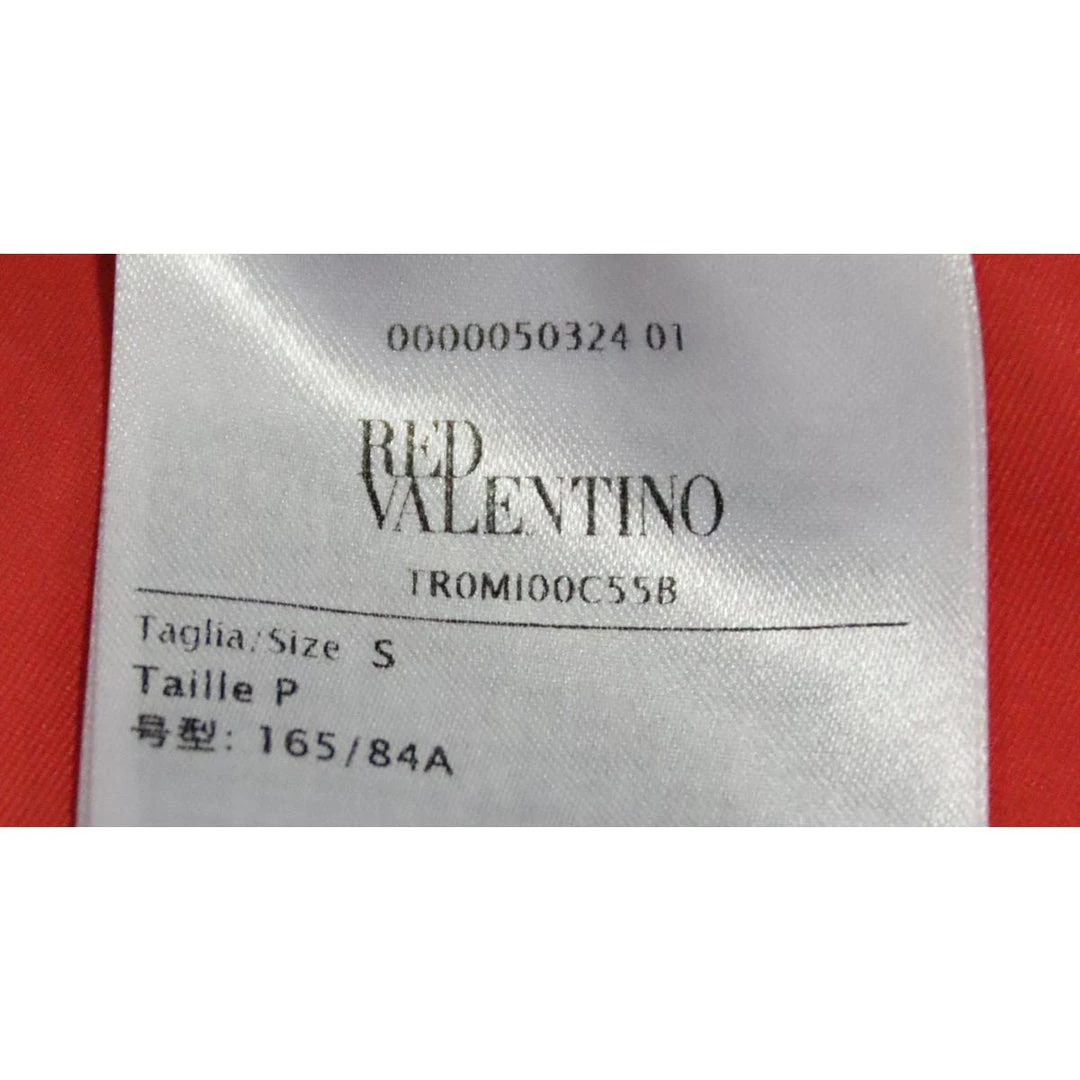 0000050324 01
RED
VALENTINO
TR0MI00C55B
Taglia/Size S
Taille P
号型: 165/84A